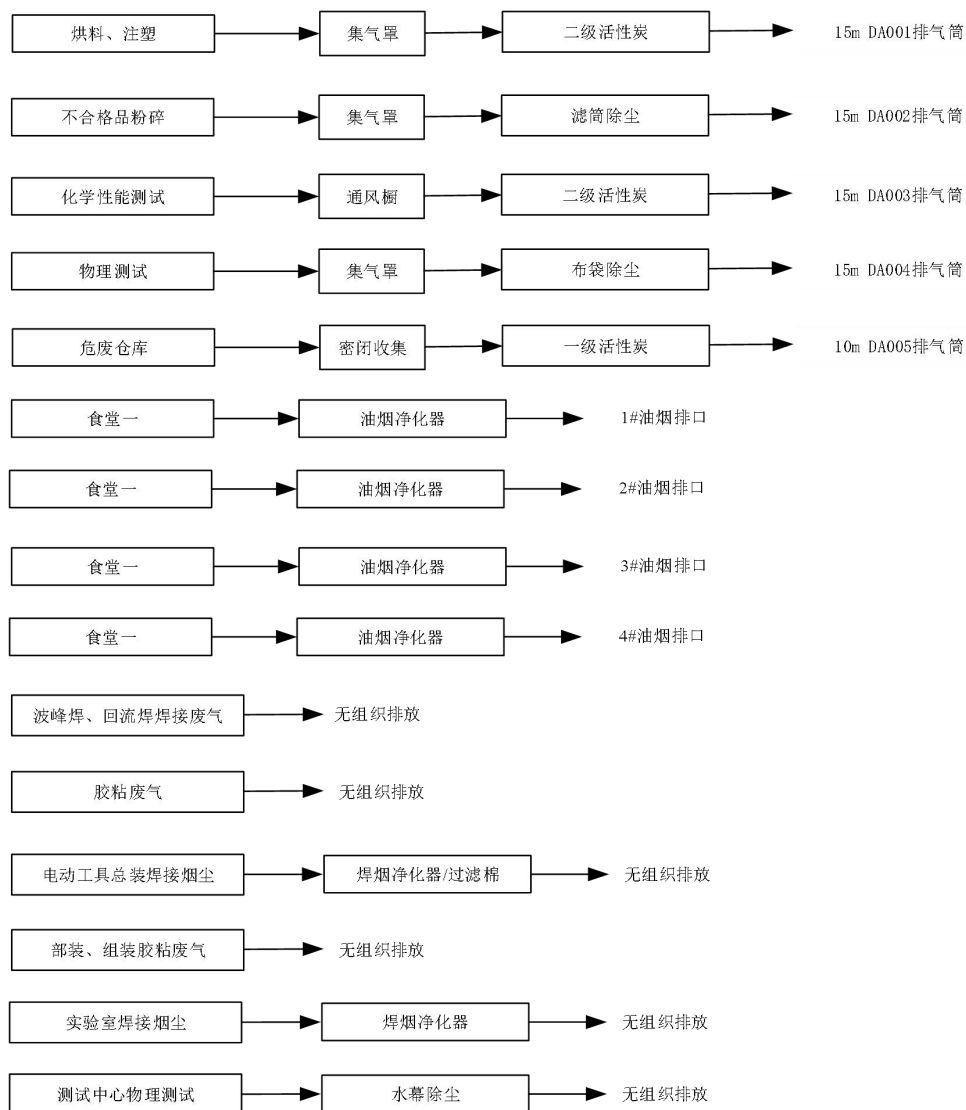 烘料、注塑 集气罩 二级活性炭 15m DA001排气筒
不合格品粉碎 集气罩 滤筒除尘 15m DA002排气筒
化学性能测试 通风橱 二级活性炭 15m DA003排气筒
物理测试 集气罩 布袋除尘 15m DA004排气筒
危废仓库 密闭收集 一级活性炭 10m DA005排气筒
食堂一 油烟净化器 1#油烟排口
食堂一 油烟净化器 2#油烟排口
食堂一 油烟净化器 3#油烟排口
食堂一 油烟净化器 4#油烟排口
波峰焊、回流焊焊接废气 无组织排放
胶粘废气 无组织排放
电动工具总装焊接烟尘 焊烟净化器/过滤棉 无组织排放
部装、组装胶粘废气 无组织排放
实验室焊接烟尘 焊烟净化器 无组织排放
测试中心物理测试 水幕除尘 无组织排放